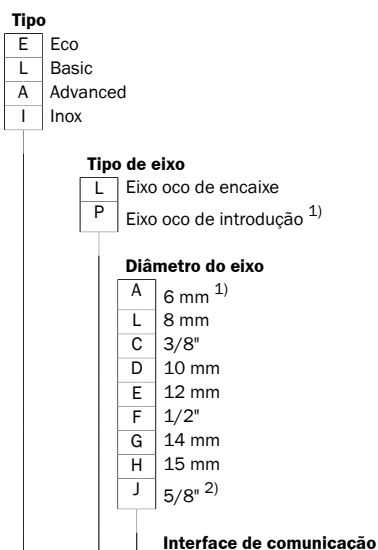 Tipo
E Eco
L Basic
A Advanced
I Inox
Tipo de eixo
L Eixo oco de encaixe
P Eixo oco de introdução 1)
Diâmetro do eixo
A 6 mm 1)
L 8 mm
C 3/8"
D 10 mm
E 12 mm
F 1/2"
G 14 mm
H 15 mm
J 5/8" 2)
Interface de comunicação